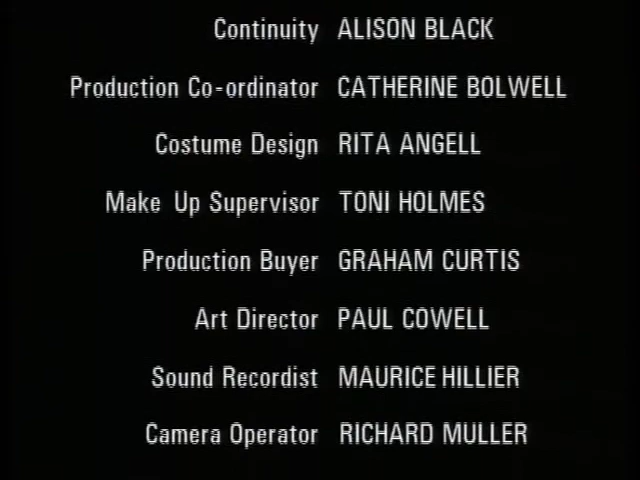 Continuity ALISON BLACK
Production Co-ordinator CATHERINE BOLWELL
Costume Design RITA ANGELL
Make Up Supervisor TONI HOLMES
Production Buyer GRAHAM CURTIS
Art Director PAUL COWELL
Sound Recordist MAURICE HILLIER
Camera Operator RICHARD MULLER